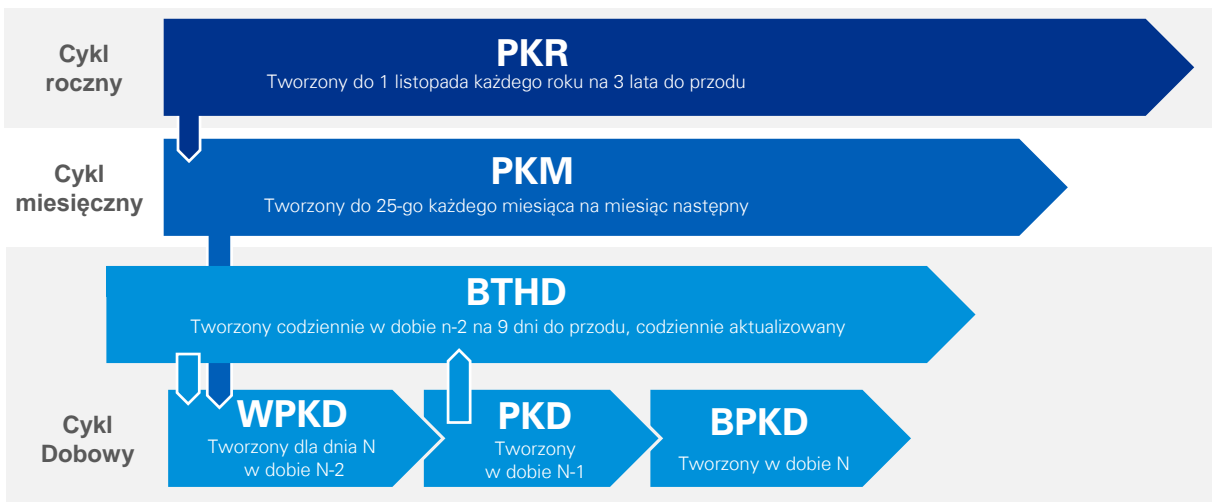 Cykl
roczny
PKR
Tworzony do 1 listopada każdego roku na 3 lata do przodu
Cykl
miesięczny
PKM
Tworzony do 25-go każdego miesiąca na miesiąc następny
BTHD
Tworzony codziennie w dobie n-2 na 9 dni do przodu, codziennie aktualizowany
Cykl
Dobowy
WPKD
Tworzony dla dnia N
w dobie N-2
PKD
Tworzony
w dobie N-1
BPKD
Tworzony w dobie N